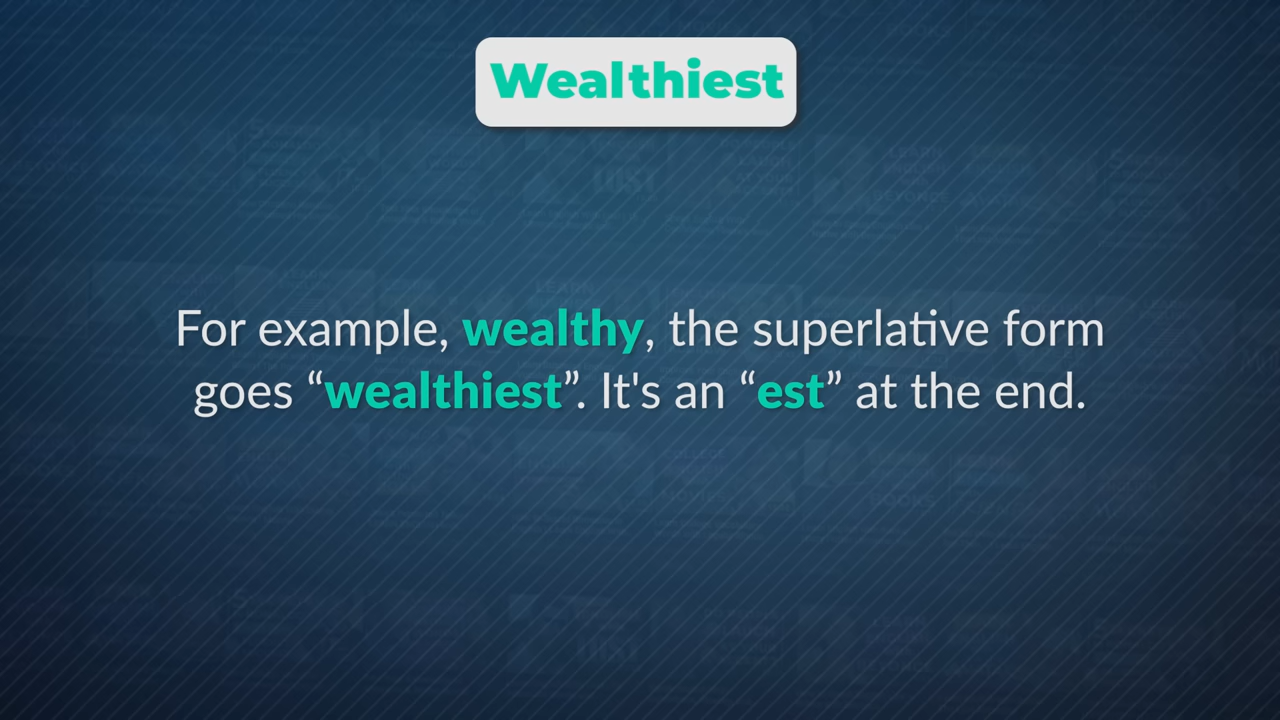 Wealthiest
For example, wealthy, the superlative form
goes “wealthiest”. It's an “est” at the end.